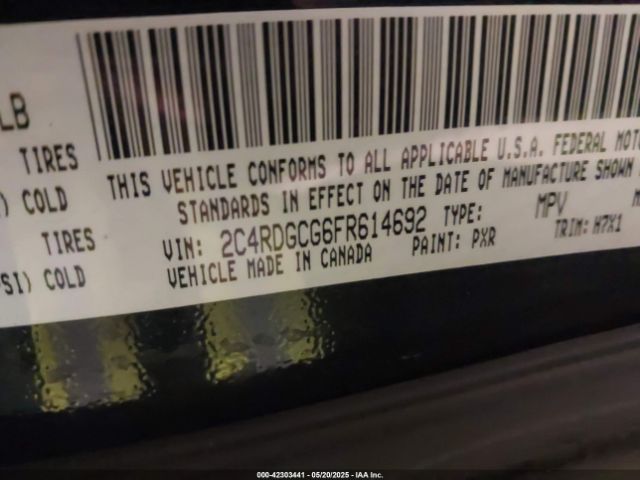 LB
TIRES
) COLD
THIS VEHICLE CONFORMS TO ALL APPLICABLE U.S.A. FEDERAL MOTO
STANDARDS IN EFFECT ON THE DATE OF MANUFACTURE SHOWN
TIRES
VIN: 2C4RDGCG6FR614692 TYPE: MPV
SI) COLD
VEHICLE MADE IN CANADA PAINT: PXR TRIM: H7X1
000-42303441 - 05/20/2025 - IAA Inc.